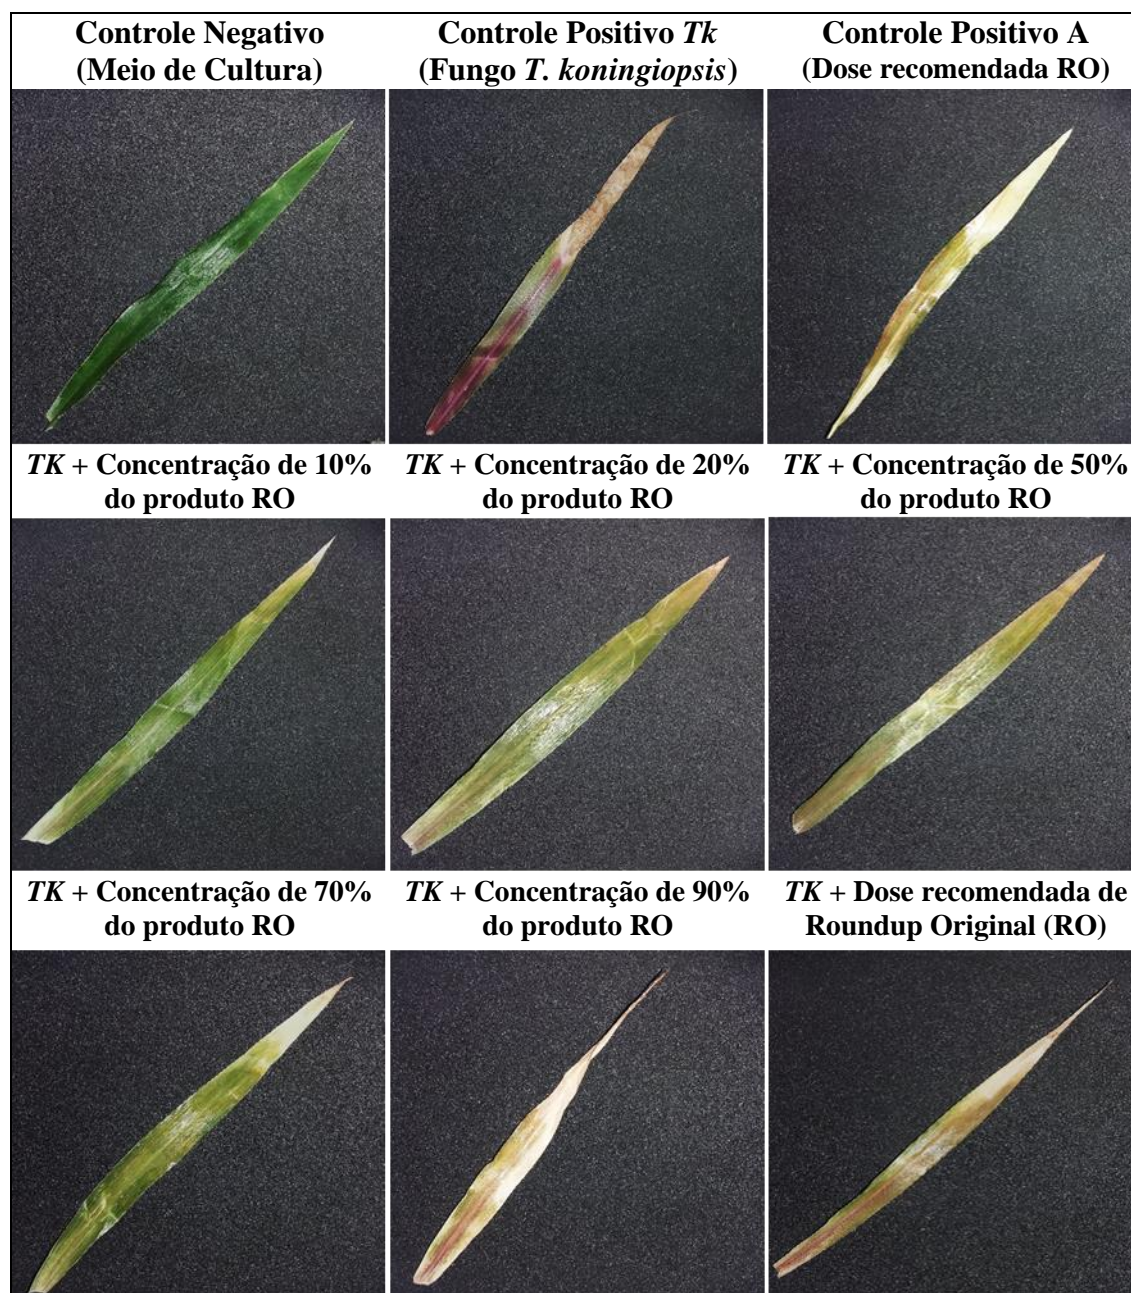 Controle Negativo
(Meio de Cultura)
Controle Positivo Tk
(Fungo T. koningiopsis)
Controle Positivo A
(Dose recomendada RO)
TK + Concentração de 10%
do produto RO
TK + Concentração de 20%
do produto RO
TK + Concentração de 50%
do produto RO
TK + Concentração de 70%
do produto RO
TK + Concentração de 90%
do produto RO
TK + Dose recomendada de
Roundup Original (RO)